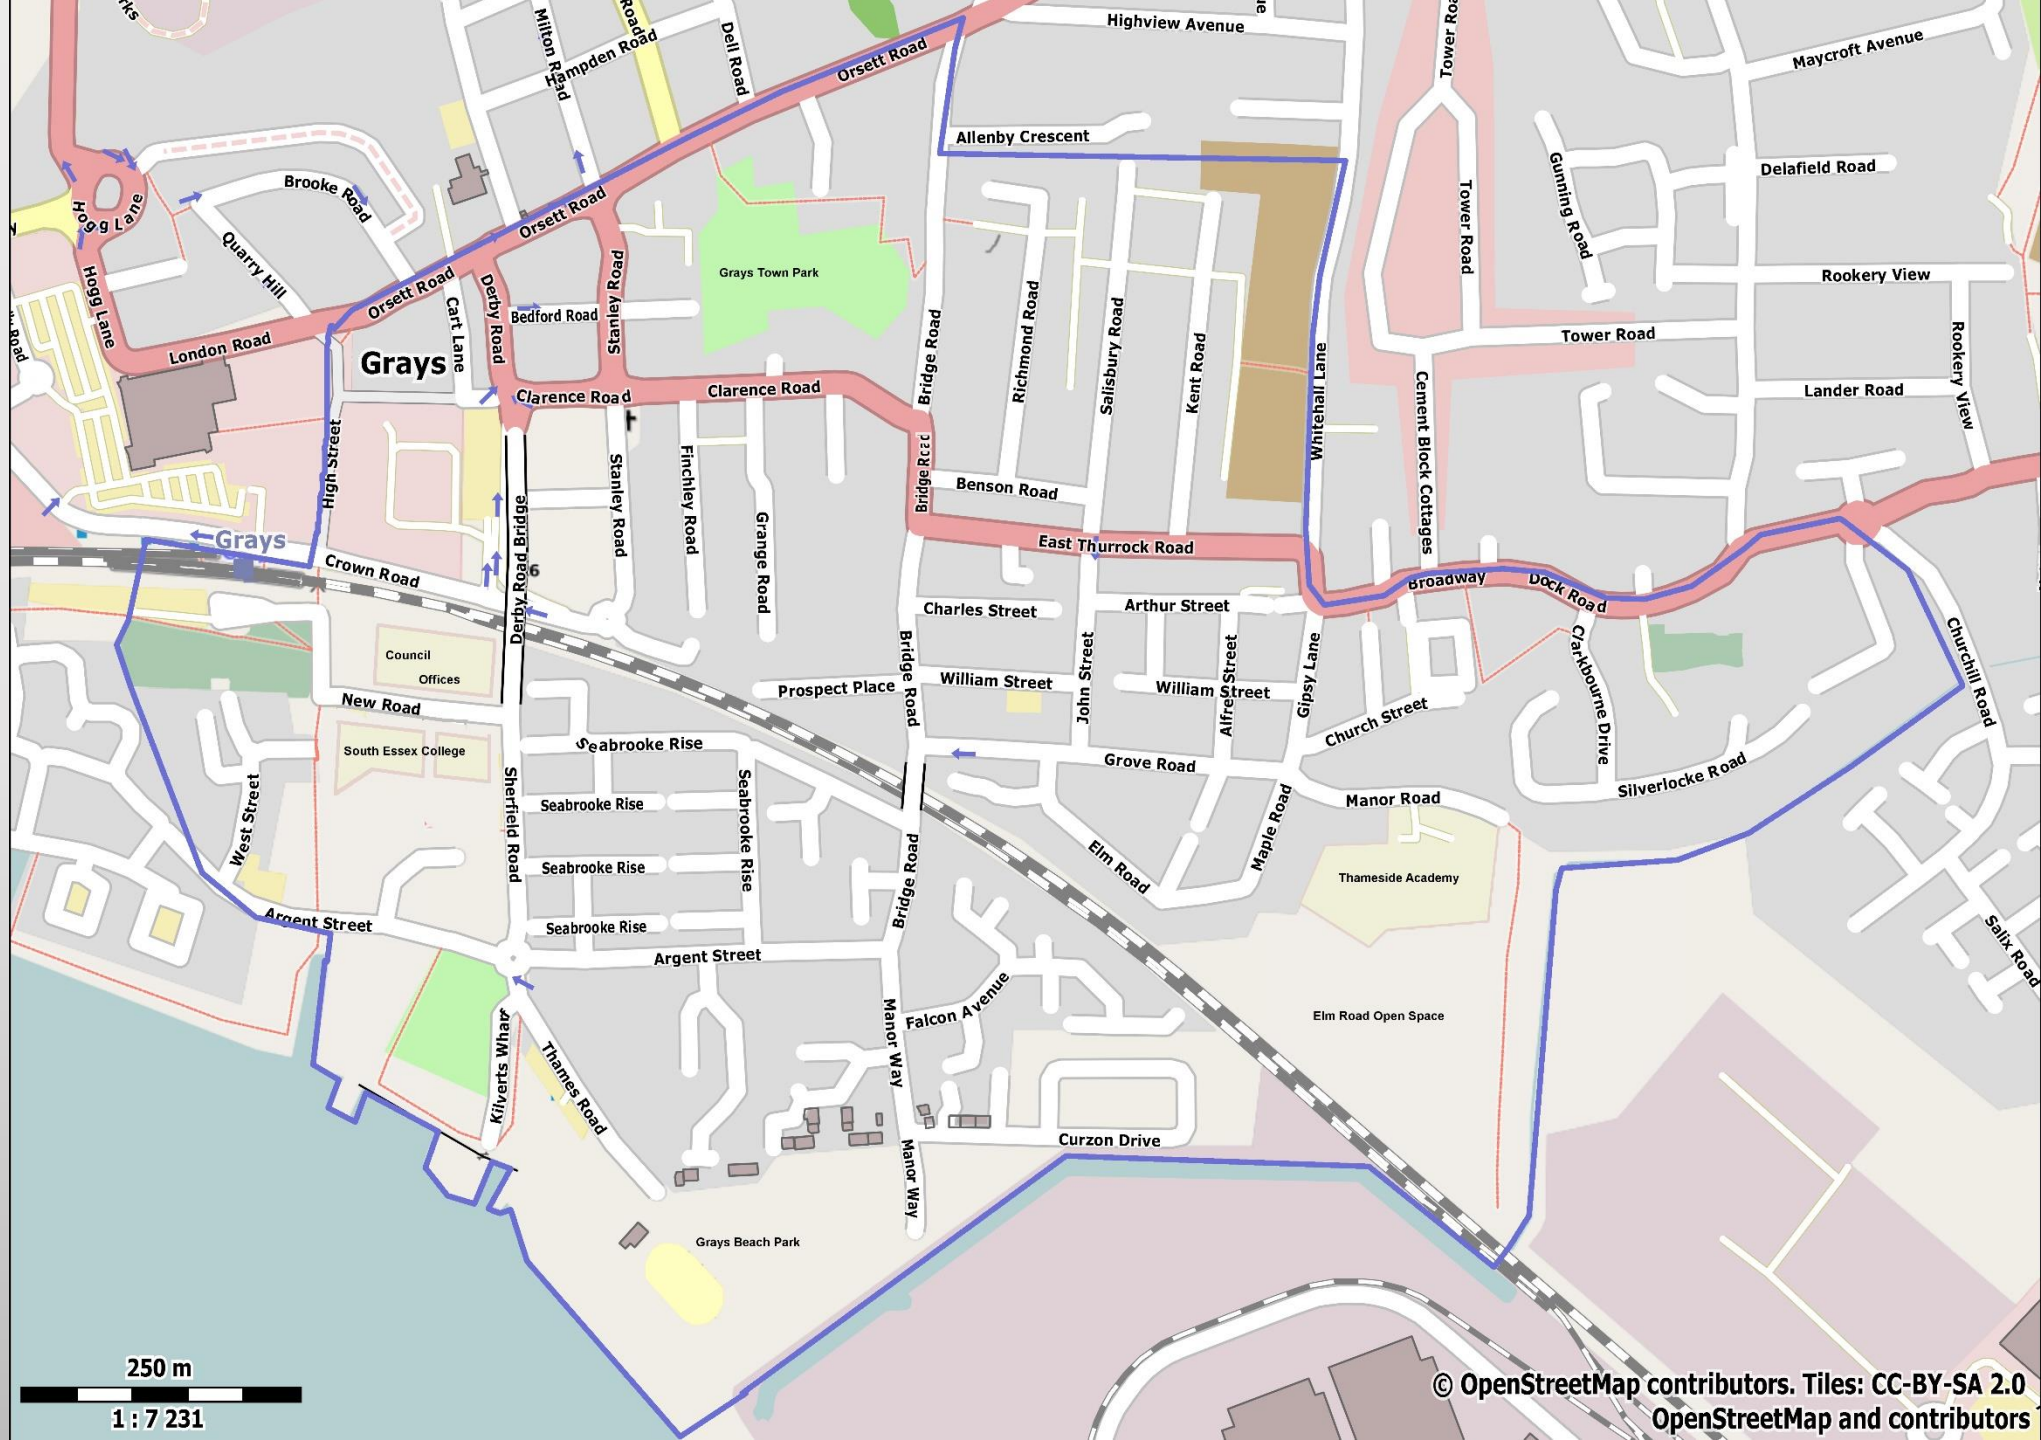 rks
Milton R ad
Road
Hampden Road
Dell Road
Orsett Road
Highview Avenue
Tower Roa
Maycroft Avenue
Allenby Crescent
Brooke Road
Hogg Lane
Quarry Hill
Orsett Road
Gunning Road
Delafield Road
Tower Road
Hogg Lane
Orsett Road
Cart Lane
Derby Road
Bedford Road
Stanley Road
Grays Town Park
Bridge Road
Richmond Road
Salisbury Road
Kent Road
Whitehall Lane
Rookery View
Tower Road
Rookery View
London Road
Grays
Clarence Road
Clarence Road
Cement Block Cottages
Lander Road
High Street
Stanley Road
Finchley Road
Grange Road
Bridge Road
Benson Road
Derby Road Bridge
Grays
Crown Road
6
East Thurrock Road
Broadway
Dock Road
Charles Street
Arthur Street
Council
Offices
New Road
Prospect Place
Bridge Road
William Street
John Street
William Street
Alfred Street
Gipsy Lane
Church Street
Clarkbourne Drive
Churchill Road
South Essex College
Seabrooke Rise
Grove Road
Silverlocke Road
West Street
Sherfield Road
Seabrooke Rise
Seabrooke Rise
Manor Road
Maple Road
Elm Road
Seabrooke Rise
Bridge Road
Thameside Academy
Argent Street
Seabrooke Rise
Argent Street
Salix Road
Kilverts Wharf
Thames Road
Manor Way
Falcon Avenue
Elm Road Open Space
Curzon Drive
Manor Way
Grays Beach Park
250 m
1 : 7 231
© OpenStreetMap contributors. Tiles: CC-BY-SA 2.0
OpenStreetMap and contributors